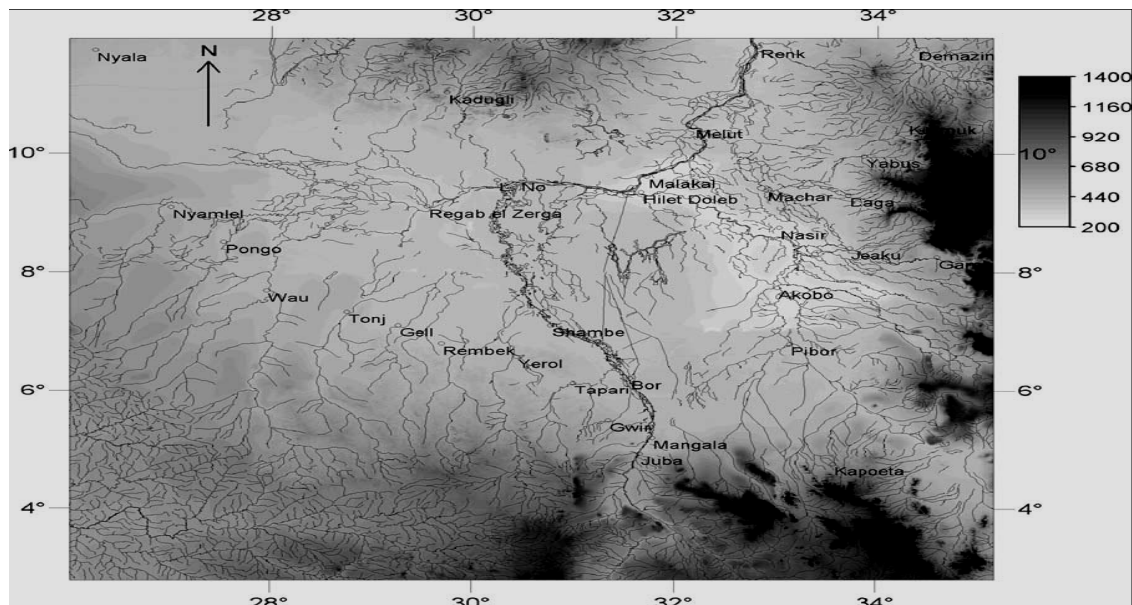 28° 30° 32° 34°
Nyala
N
Renk
Demazin
1400
Kadugli
1160
Melut
920
10°
10°
Yabus
680
L. No
Malakal
Machar
440
Nyamlel
Regab el Zerga
Hilet Doleb
Daga
200
Pongo
Nasir
Jeaku
8°
8°
Wau
Akobo
Tonj
Gell
Shambe
Rembek
Pibor
Yerol
6°
Tapari
Bor
6°
Gwir
Mangala
Juba
Kapoeta
4°
4°
28° 30° 32° 34°